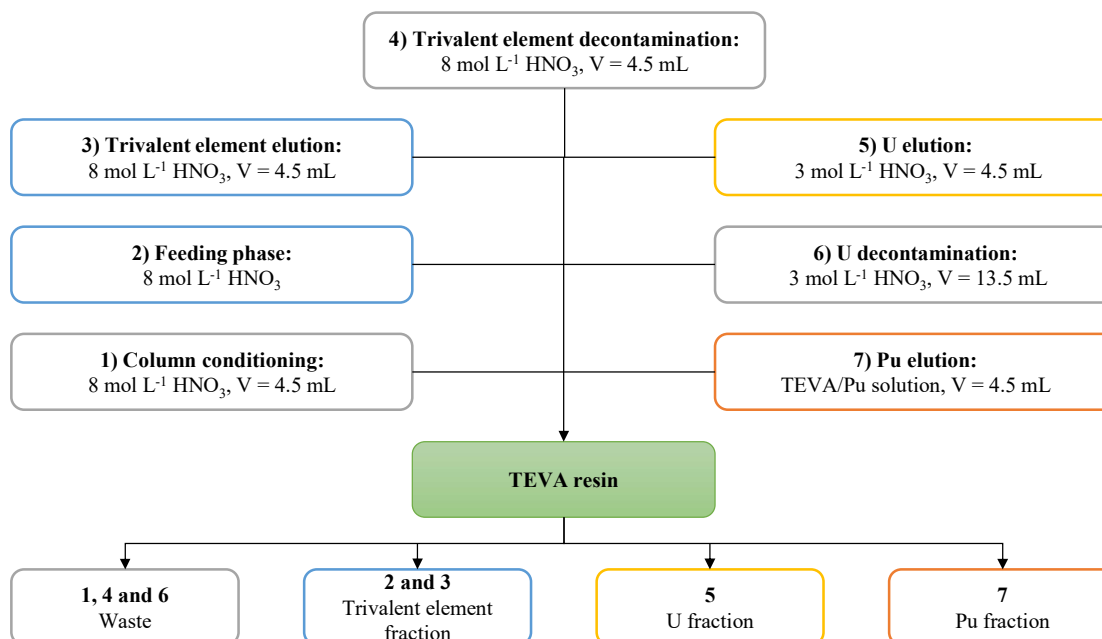 4) Trivalent element decontamination:
8 mol L⁻¹ HNO₃, V = 4.5 mL
3) Trivalent element elution:
8 mol L⁻¹ HNO₃, V = 4.5 mL
5) U elution:
3 mol L⁻¹ HNO₃, V = 4.5 mL
2) Feeding phase:
8 mol L⁻¹ HNO₃
6) U decontamination:
3 mol L⁻¹ HNO₃, V = 13.5 mL
1) Column conditioning:
8 mol L⁻¹ HNO₃, V = 4.5 mL
7) Pu elution:
TEVA/Pu solution, V = 4.5 mL
TEVA resin
1, 4 and 6
Waste
2 and 3
Trivalent element
fraction
5
U fraction
7
Pu fraction